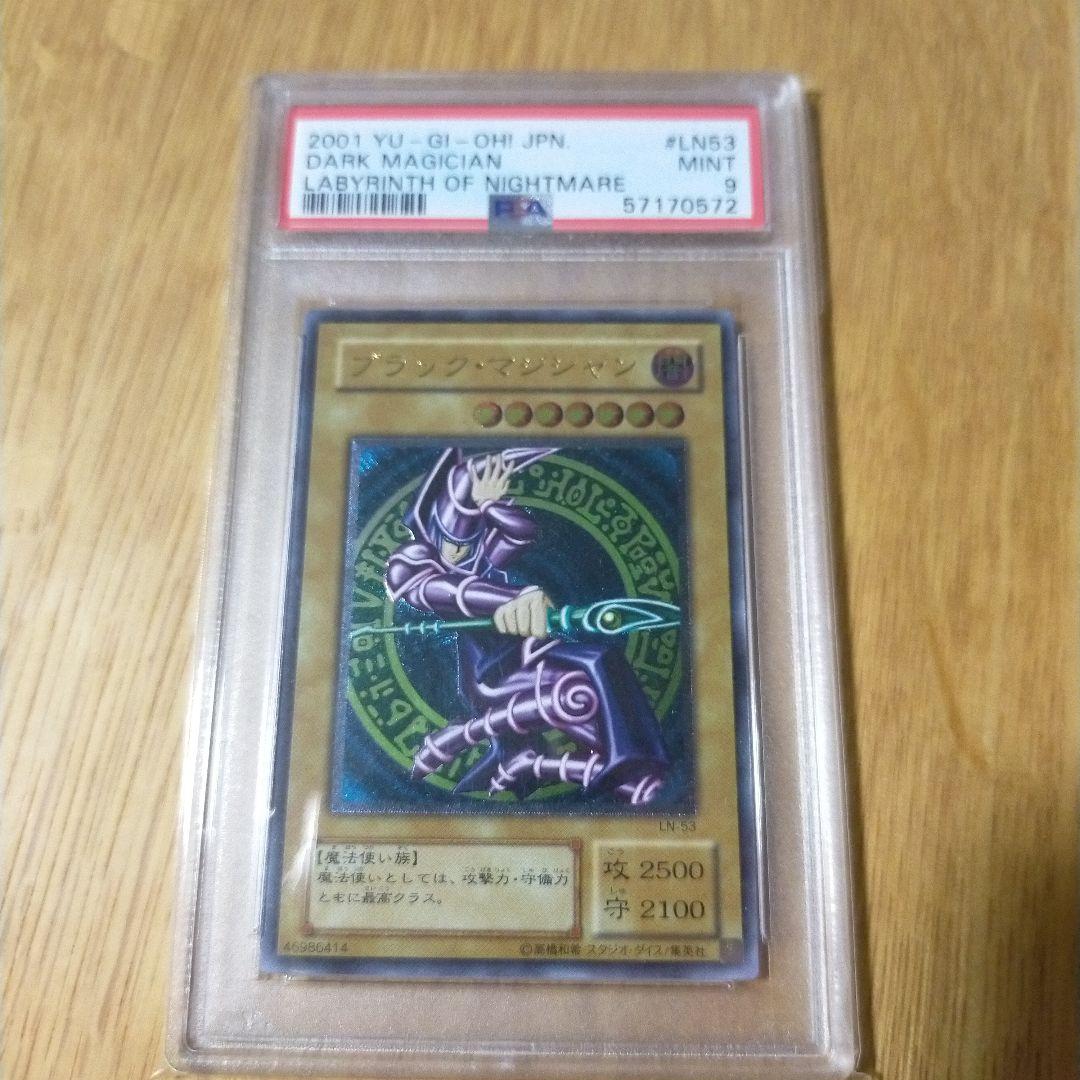 2001 YU-GI-OH! JPN. #LN53
DARK MAGICIAN MINT
LABYRINTH OF NIGHTMARE 9
PSA 57170572
ブラック・マジシャン 闇
LN-53
【魔法使い族】
魔法使いとしては、攻撃力・守備力
ともに最高クラス。
攻 2500
守 2100
46986414 ©高橋和希 スタジオ・ダイス/集英社